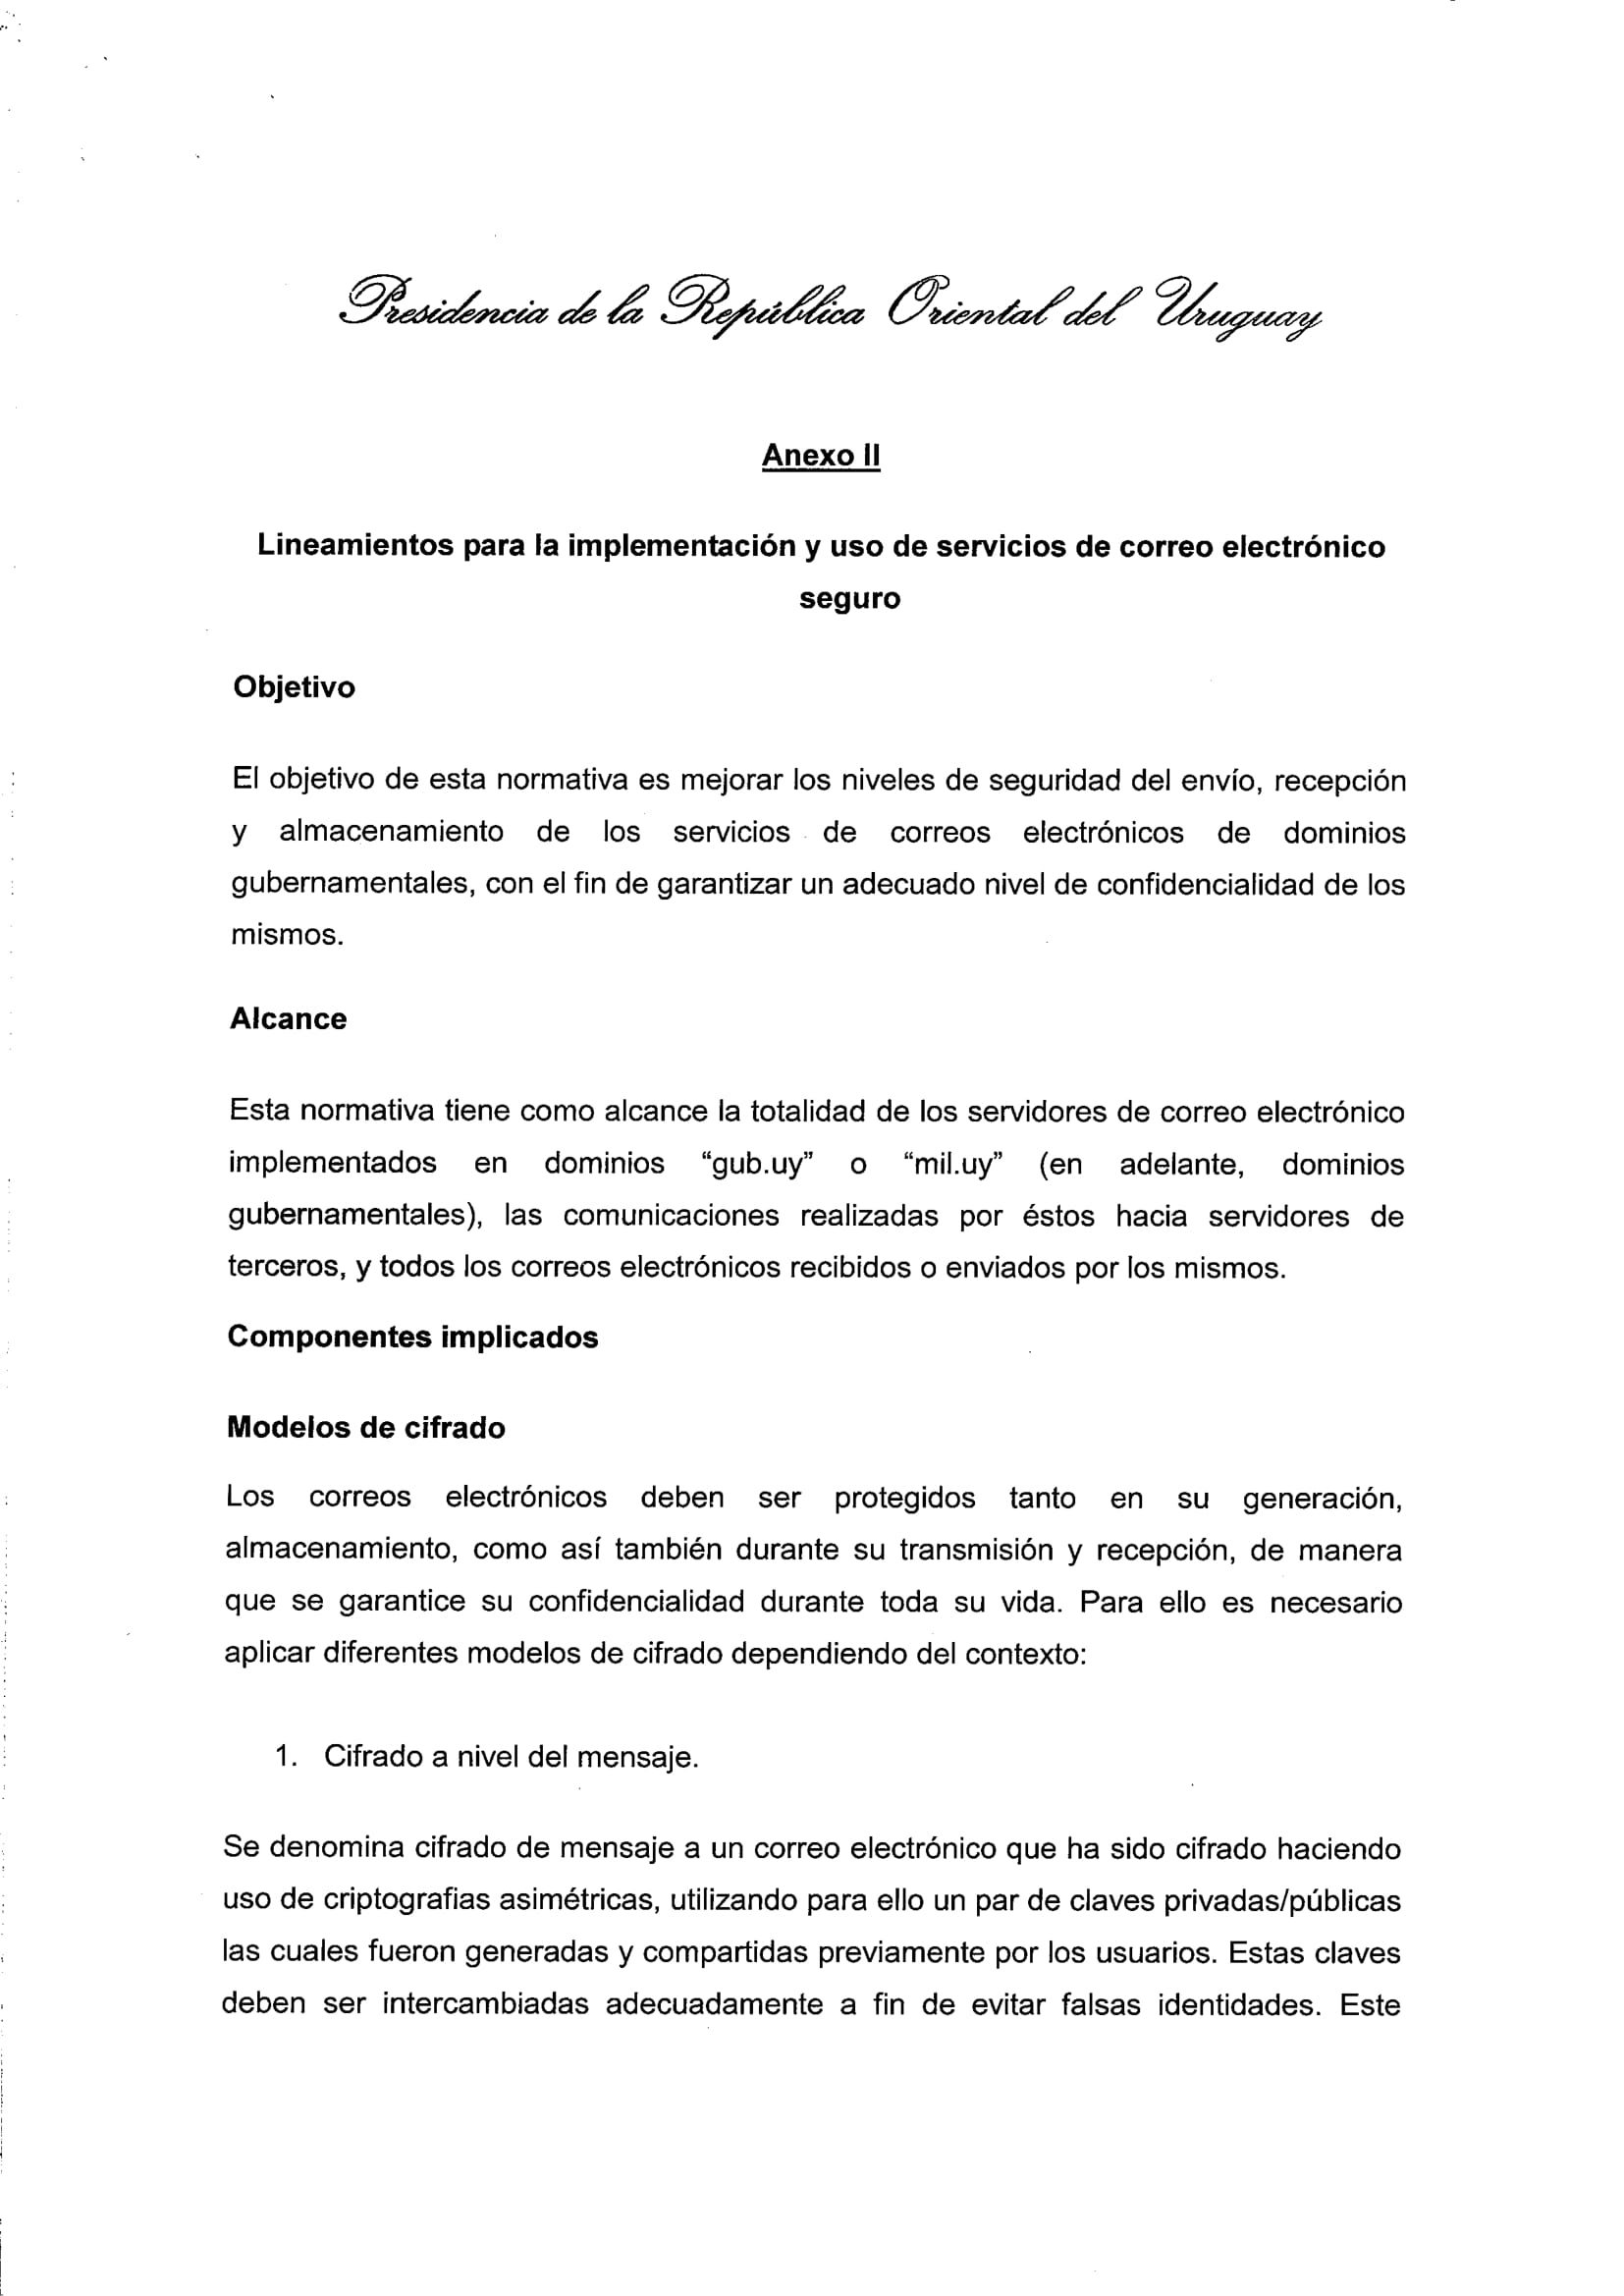 Presidencia de la República Oriental del Uruguay
Anexo II
Lineamientos para la implementación y uso de servicios de correo electrónico
seguro
Objetivo
El objetivo de esta normativa es mejorar los niveles de seguridad del envío, recepción
y almacenamiento de los servicios de correos electrónicos de dominios
gubernamentales, con el fin de garantizar un adecuado nivel de confidencialidad de los
mismos.
Alcance
Esta normativa tiene como alcance la totalidad de los servidores de correo electrónico
implementados en dominios “gub.uy” o “mil.uy” (en adelante, dominios
gubernamentales), las comunicaciones realizadas por éstos hacia servidores de
terceros, y todos los correos electrónicos recibidos o enviados por los mismos.
Componentes implicados
Modelos de cifrado
Los correos electrónicos deben ser protegidos tanto en su generación,
almacenamiento, como así también durante su transmisión y recepción, de manera
que se garantice su confidencialidad durante toda su vida. Para ello es necesario
aplicar diferentes modelos de cifrado dependiendo del contexto:
1. Cifrado a nivel del mensaje.
Se denomina cifrado de mensaje a un correo electrónico que ha sido cifrado haciendo
uso de criptografias asimétricas, utilizando para ello un par de claves privadas/públicas
las cuales fueron generadas y compartidas previamente por los usuarios. Estas claves
deben ser intercambiadas adecuadamente a fin de evitar falsas identidades. Este